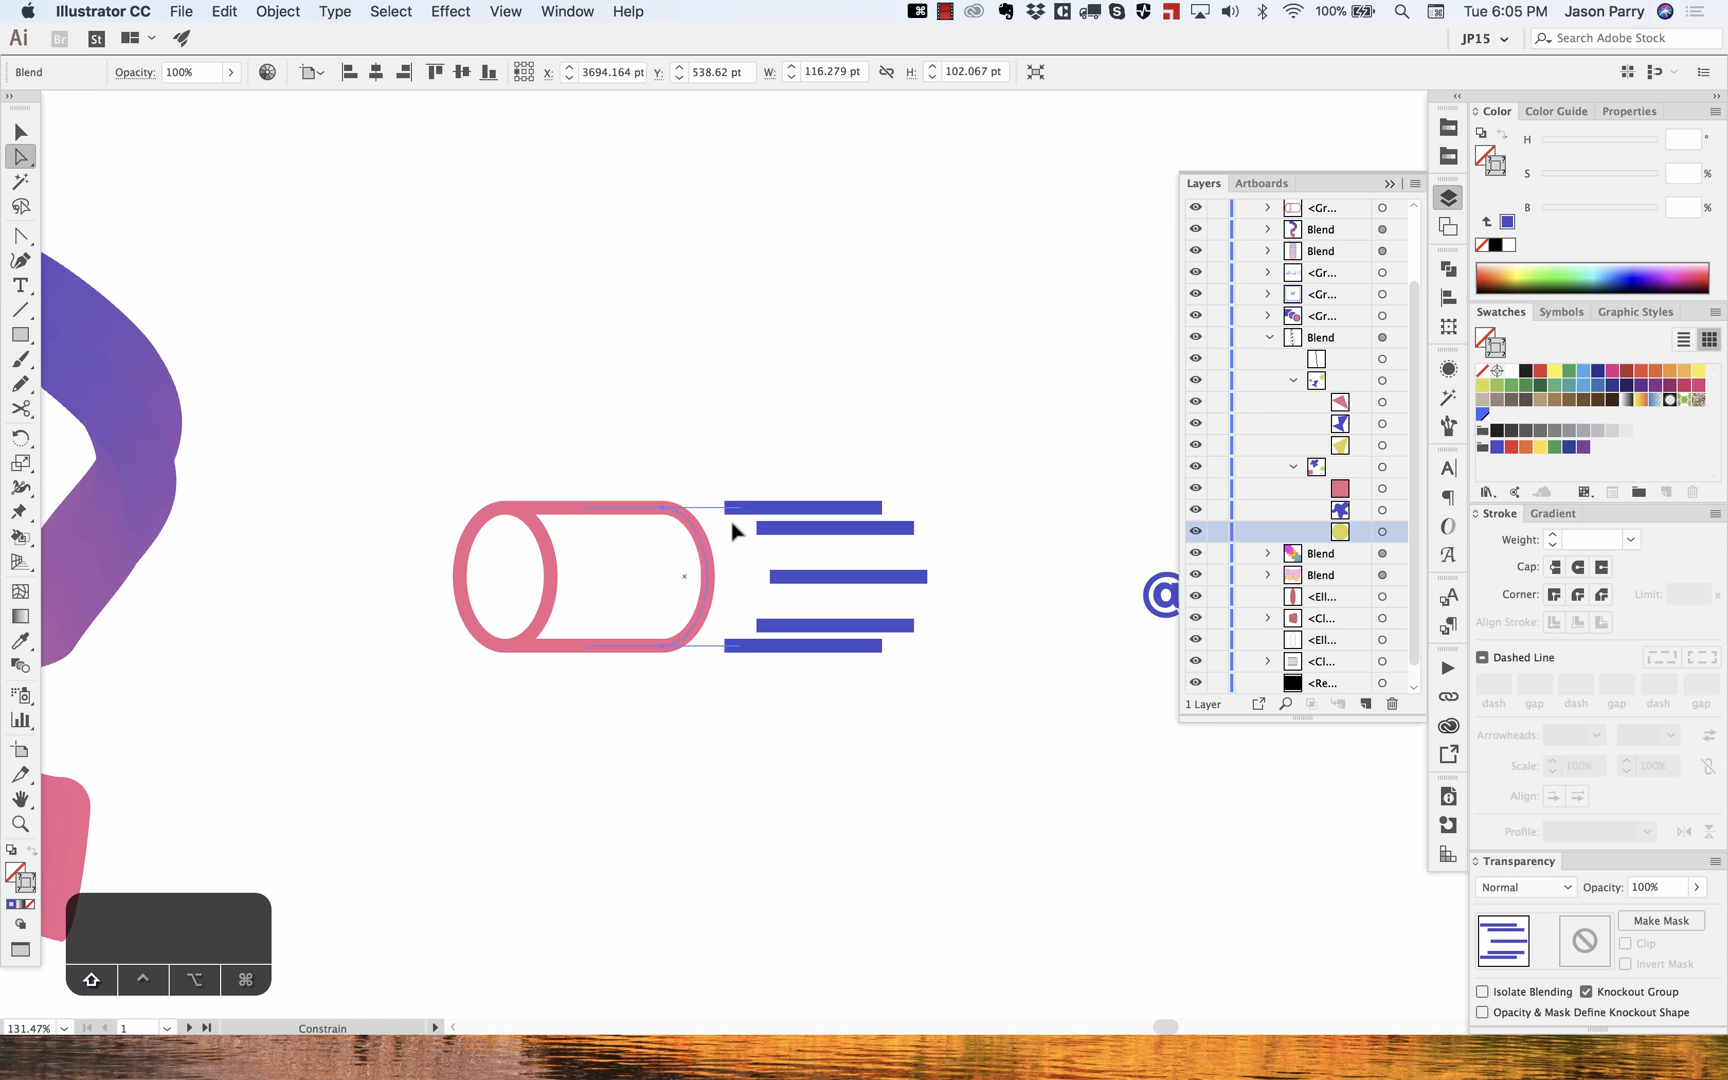 Illustrator CC File Edit Object Type Select Effect View Window Help 100% Tue 6:05 PM Jason Parry
Ai Br St JP15 Search Adobe Stock
Blend Opacity: 100% X: 3694.164 pt Y: 538.62 pt W: 116.279 pt H: 102.067 pt
Layers Artboards
<Gr...
Blend
Blend
<Gr...
<Gr...
<Gr...
Blend
Blend
Blend
<Ell...
<Cl...
<Ell...
<Cl...
<Re...
1 Layer
@
Color Color Guide Properties
H °
S %
B %
Swatches Symbols Graphic Styles
Stroke Gradient
Weight:
Cap:
Corner: Limit: x
Align Stroke:
Dashed Line
dash gap dash gap dash gap
Arrowheads:
Scale: 100% 100%
Align:
Profile:
Transparency
Normal Opacity: 100%
Make Mask
Clip
Invert Mask
Isolate Blending Knockout Group
Opacity & Mask Define Knockout Shape
131.47% 1 Constrain